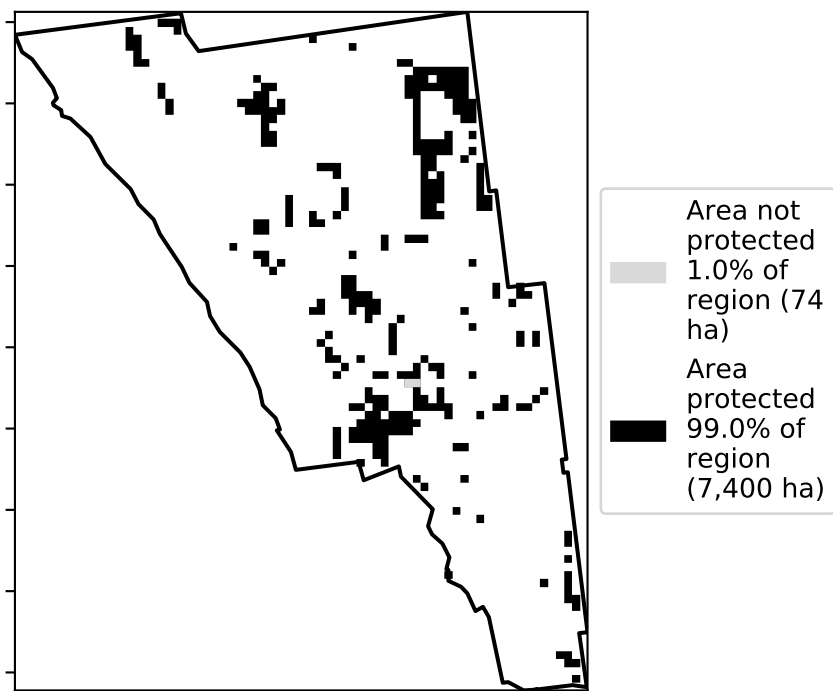 Area not
protected
1.0% of
region (74
ha)
Area
protected
99.0% of
region
(7,400 ha)